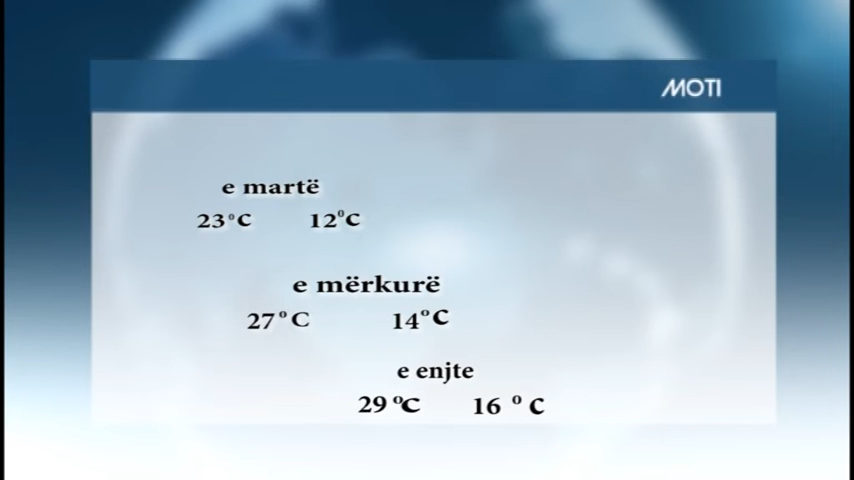 MOTI
e martë
23°C 12°C
e mërkurë
27°C 14°C
e enjte
29 °C 16 ° C